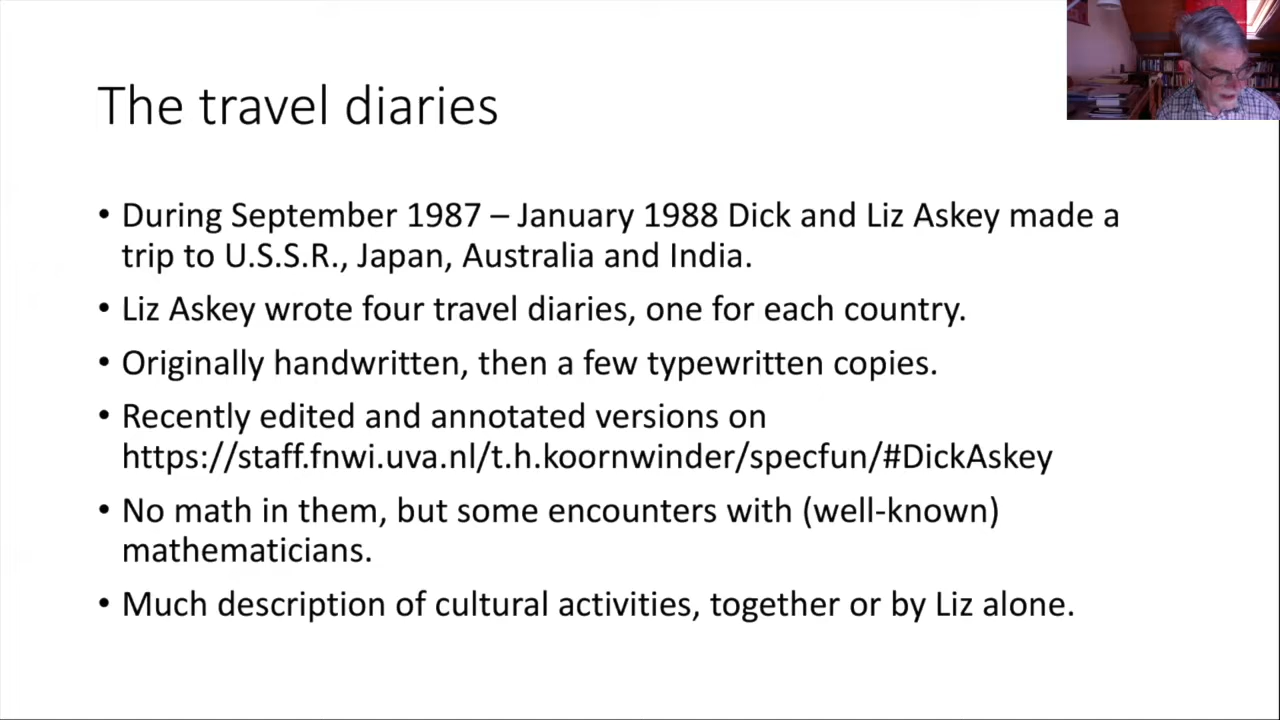 The travel diaries
• During September 1987 – January 1988 Dick and Liz Askey made a
trip to U.S.S.R., Japan, Australia and India.
• Liz Askey wrote four travel diaries, one for each country.
• Originally handwritten, then a few typewritten copies.
• Recently edited and annotated versions on
https://staff.fnwi.uva.nl/t.h.koornwinder/specfun/#DickAskey
• No math in them, but some encounters with (well-known)
mathematicians.
• Much description of cultural activities, together or by Liz alone.